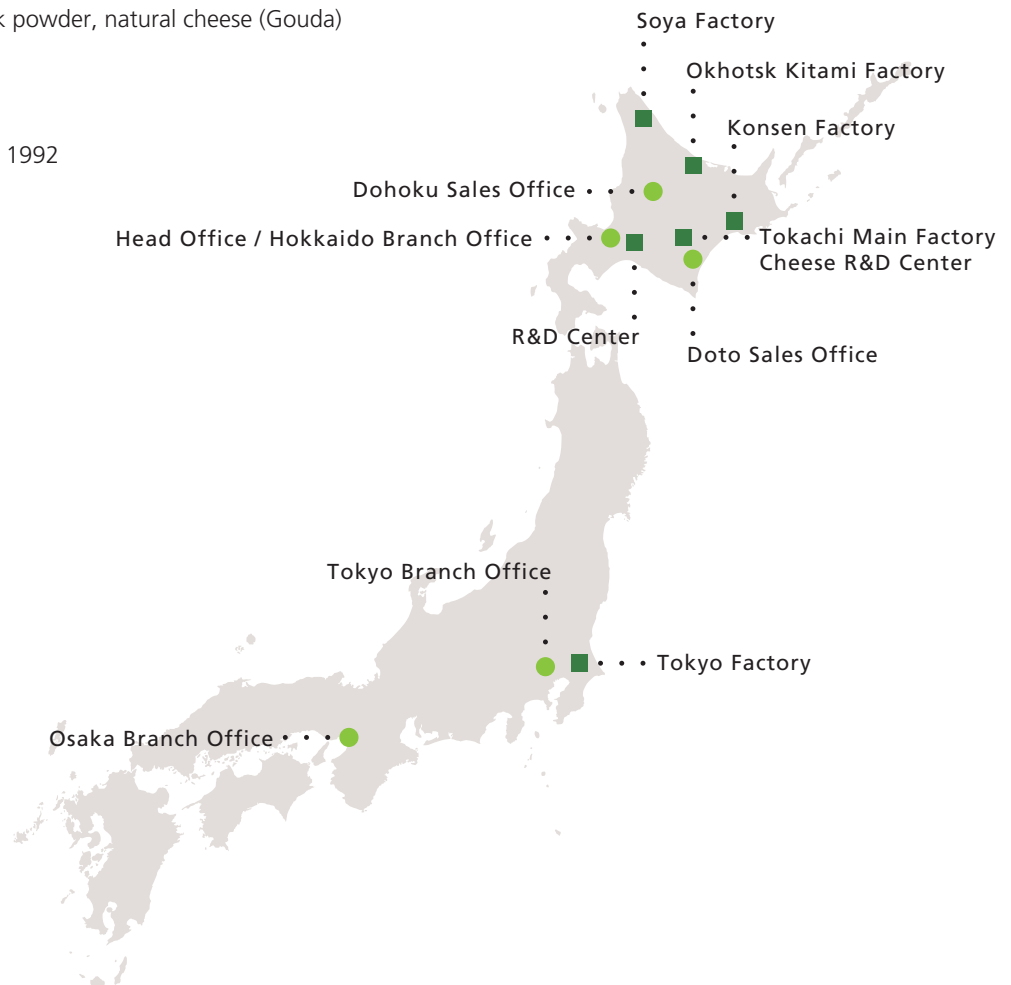 powder, natural cheese (Gouda)
1992
Soya Factory
Okhotsk Kitami Factory
Konsen Factory
Dohoku Sales Office
Head Office / Hokkaido Branch Office
Tokachi Main Factory
Cheese R&D Center
R&D Center
Doto Sales Office
Tokyo Branch Office
Tokyo Factory
Osaka Branch Office